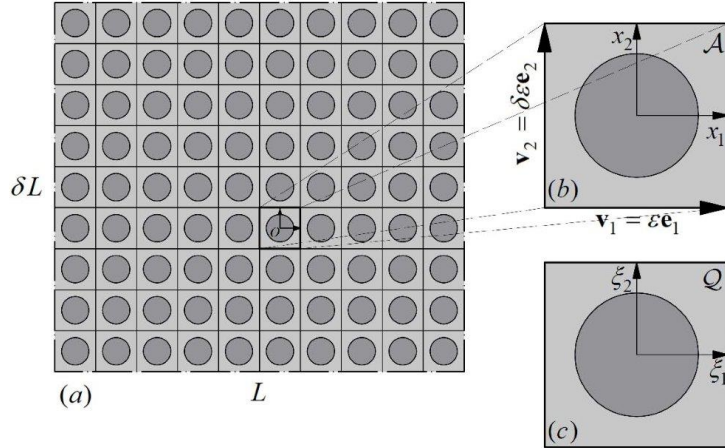 δL
o
(a)
L
x₂
𝒜
x₁
v₂ = δεe₂
(b)
v₁ = εe₁
ξ₂
𝒬
ξ₁
(c)